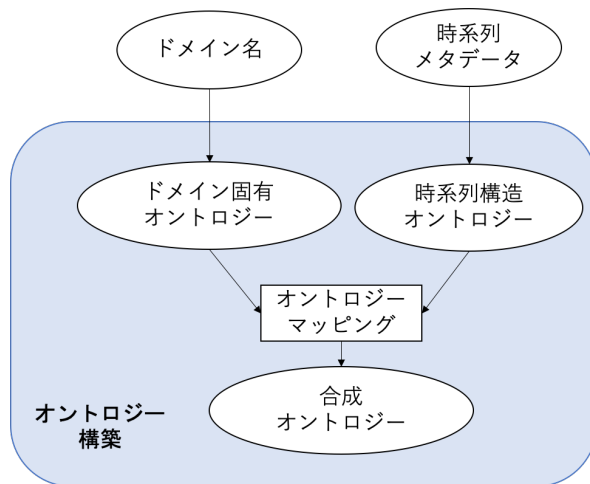 ドメイン名
時系列
メタデータ
ドメイン固有
オントロジー
時系列構造
オントロジー
オントロジー
マッピング
合成
オントロジー
オントロジー
構築